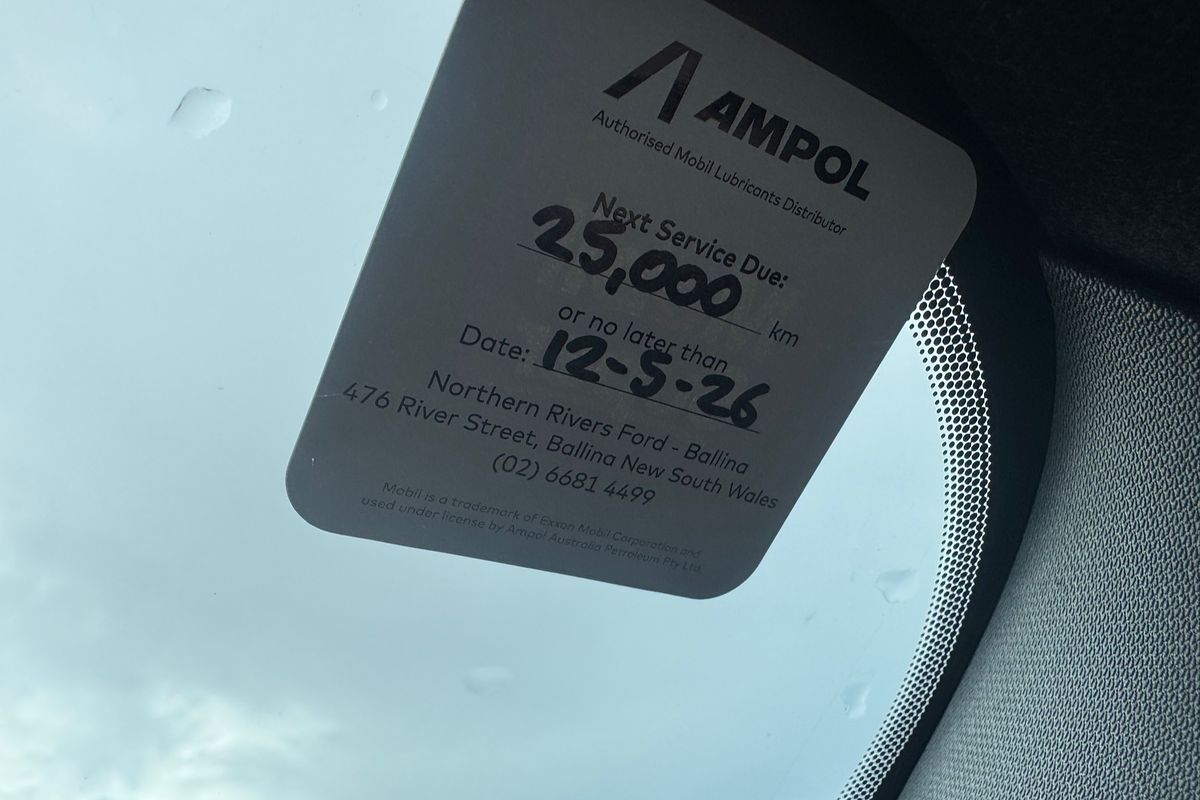 AMPOL
Authorised Mobil Lubricants Distributor
Next Service Due:
25,000 km
or no later than
Date: 12-5-26
Northern Rivers Ford - Ballina
476 River Street, Ballina New South Wales
(02) 6681 4499
Mobil is a trademark of Exxon Mobil Corporation and
used under license by Ampol Australia Petroleum Pty Ltd.